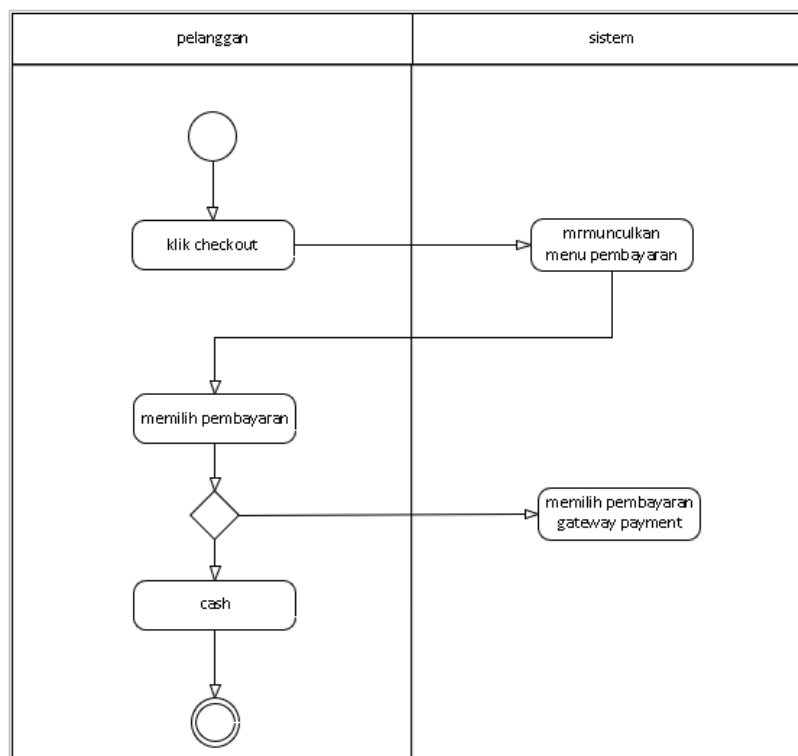 pelanggan
sistem
klik checkout
mrmunculkan
menu pembayaran
memilih pembayaran
memilih pembayaran
gateway payment
cash